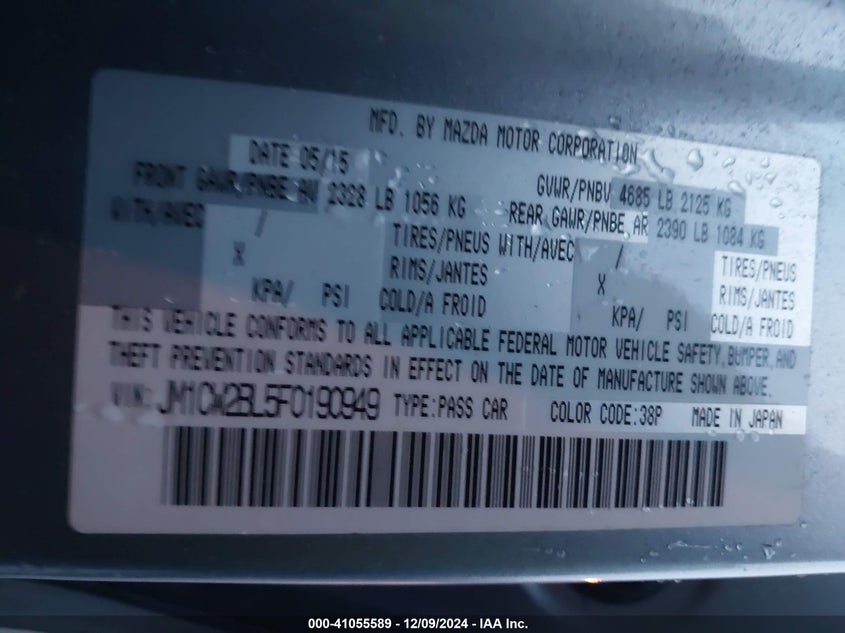 MFD. BY MAZDA MOTOR CORPORATION
DATE 05/15 GVWR/PNBV 4685 LB 2125 KG
FRONT GAWR/PNBE AV 2328 LB 1056 KG REAR GAWR/PNBE AR 2390 LB 1084 KG
WITH/AVEC / TIRES/PNEUS WITH/AVEC / TIRES/PNEUS
X RIMS/JANTES X RIMS/JANTES
KPA/ PSI COLD/A FROID KPA/ PSI COLD/A FROID
THIS VEHICLE CONFORMS TO ALL APPLICABLE FEDERAL MOTOR VEHICLE SAFETY, BUMPER, AND
THEFT PREVENTION STANDARDS IN EFFECT ON THE DATE OF MANUFACTURE SHOWN ABOVE.
VIN: JM1CW2BL5F0190949 TYPE:PASS CAR COLOR CODE:38P MADE IN JAPAN
000-41055589 - 12/09/2024 - IAA Inc.